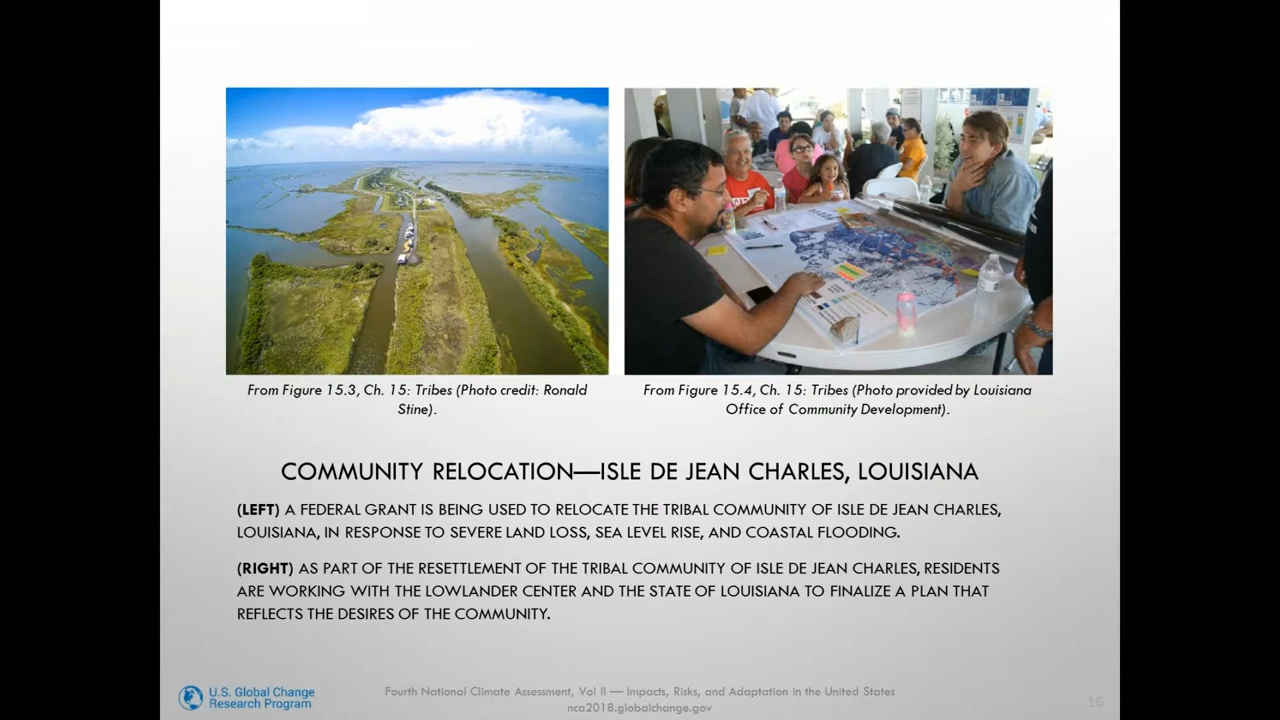 From Figure 15.3, Ch. 15: Tribes (Photo credit: Ronald
Stine).
From Figure 15.4, Ch. 15: Tribes (Photo provided by Louisiana
Office of Community Development).
COMMUNITY RELOCATION—ISLE DE JEAN CHARLES, LOUISIANA
(LEFT) A FEDERAL GRANT IS BEING USED TO RELOCATE THE TRIBAL COMMUNITY OF ISLE DE JEAN CHARLES,
LOUISIANA, IN RESPONSE TO SEVERE LAND LOSS, SEA LEVEL RISE, AND COASTAL FLOODING.
(RIGHT) AS PART OF THE RESETTLEMENT OF THE TRIBAL COMMUNITY OF ISLE DE JEAN CHARLES, RESIDENTS
ARE WORKING WITH THE LOWLANDER CENTER AND THE STATE OF LOUISIANA TO FINALIZE A PLAN THAT
REFLECTS THE DESIRES OF THE COMMUNITY.
U.S. Global Change
Research Program
Fourth National Climate Assessment, Vol II — Impacts, Risks, and Adaptation in the United States
nca2018.globalchange.gov
16